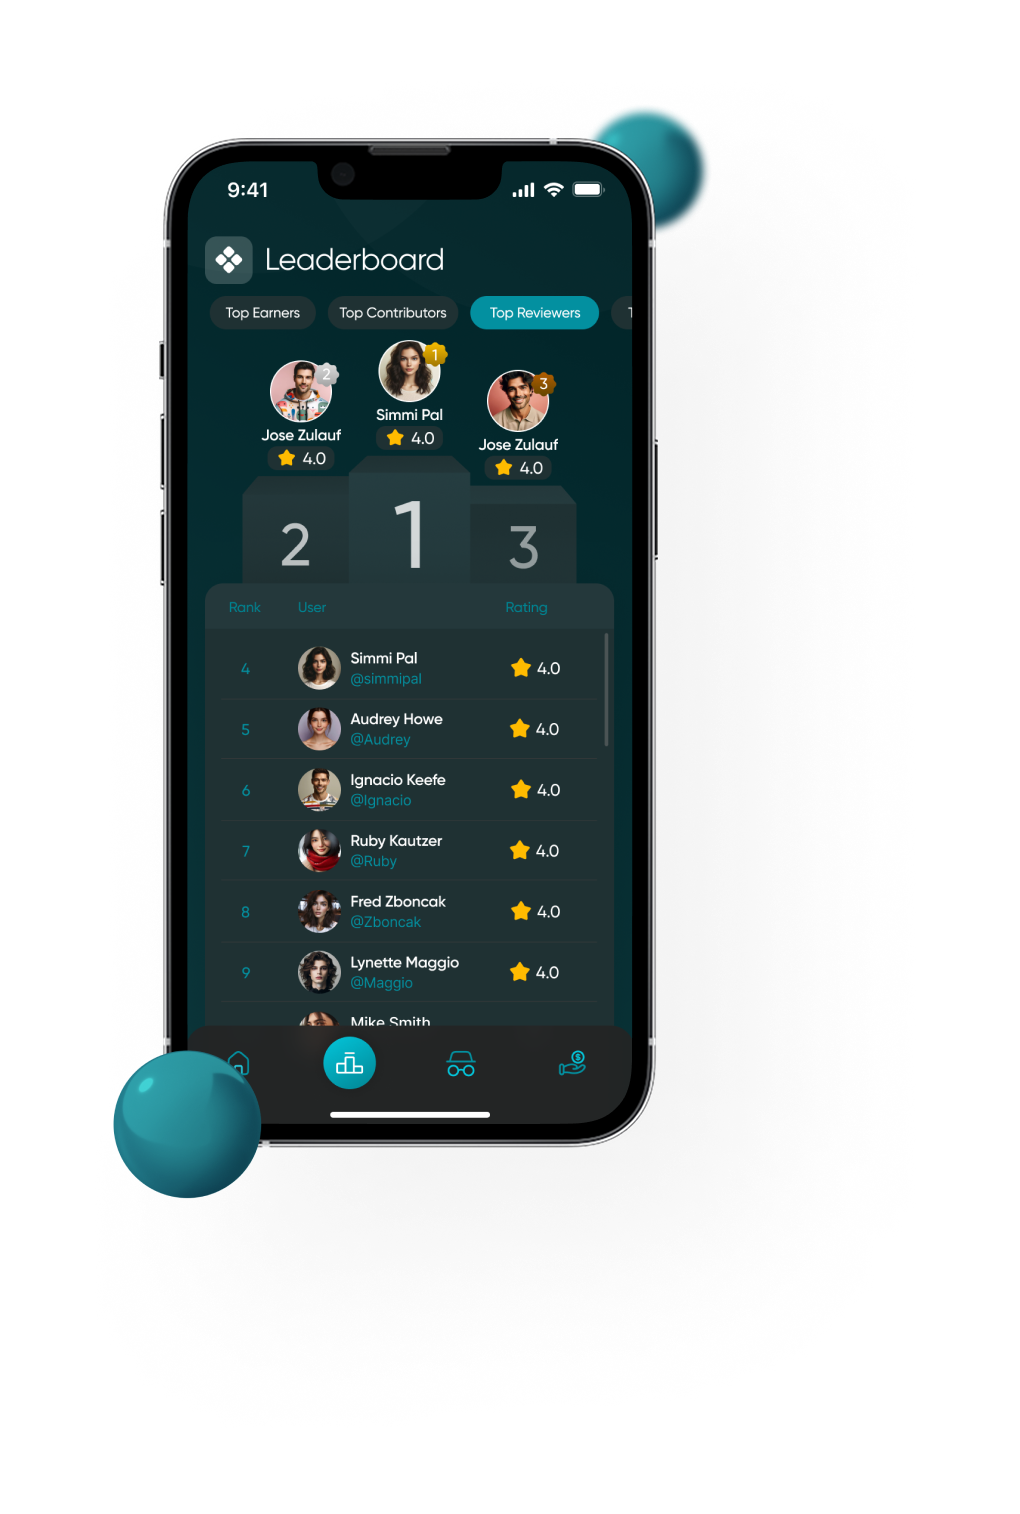 9:41
Leaderboard
Top Earners Top Contributors Top Reviewers T
1
2
3
Simmi Pal
4.0
Jose Zulauf
4.0
Jose Zulauf
4.0
1
2
3
Rank User Rating
4 Simmi Pal 4.0
@simmipal
5 Audrey Howe 4.0
@Audrey
6 Ignacio Keefe 4.0
@Ignacio
7 Ruby Kautzer 4.0
@Ruby
8 Fred Zboncak 4.0
@Zboncak
9 Lynette Maggio 4.0
@Maggio
Mike Smith
$